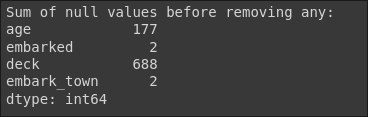 Sum of null values before removing any:
age            177
embarked         2
deck           688
embark_town      2
dtype: int64